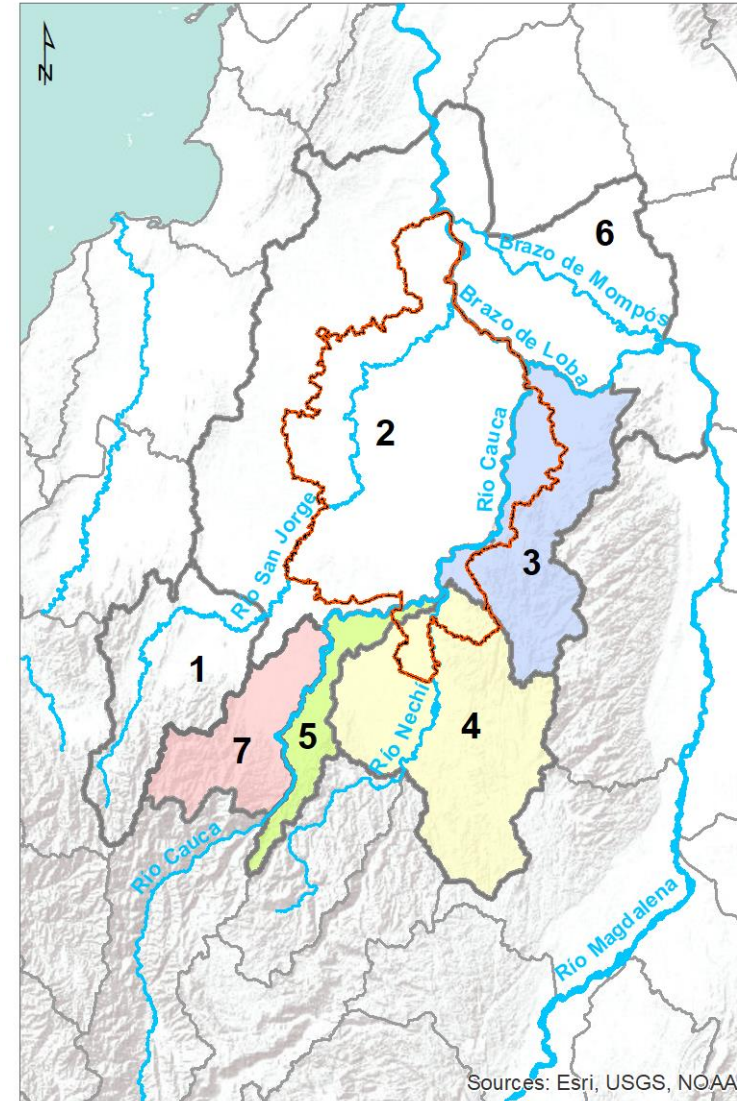 N
6
Brazo de Mompós
Brazo de Loba
2
Río Cauca
Río San Jorge
3
1
Río Nechí
4
5
7
Río Cauca
Río Magdalena
Sources: Esri, USGS, NOAA